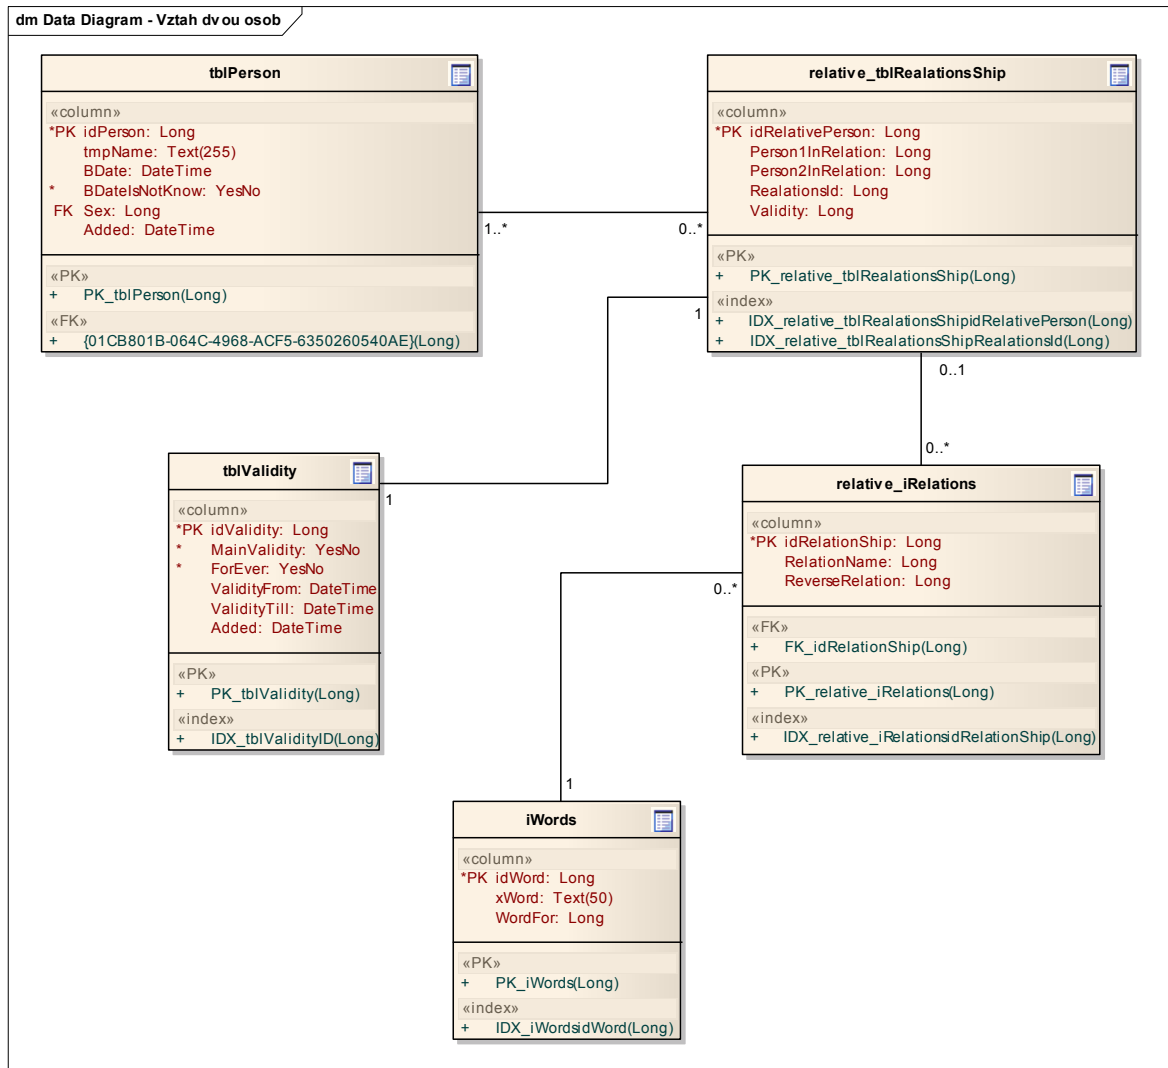 dm Data Diagram - Vztah dvou osob
tblPerson
«column»
*PK idPerson: Long
tmpName: Text(255)
BDate: DateTime
* BDateIsNotKnow: YesNo
FK Sex: Long
Added: DateTime
«PK»
+ PK_tblPerson(Long)
«FK»
+ {01CB801B-064C-4968-ACF5-6350260540AE}(Long)
relative_tblRealationsShip
«column»
*PK idRelativePerson: Long
Person1InRelation: Long
Person2InRelation: Long
RealationsId: Long
Validity: Long
«PK»
+ PK_relative_tblRealationsShip(Long)
«index»
+ IDX_relative_tblRealationsShipidRelativePerson(Long)
+ IDX_relative_tblRealationsShipRealationsId(Long)
1..*
0..*
1
1
0..1
0..*
tblValidity
«column»
*PK idValidity: Long
* MainValidity: YesNo
* ForEver: YesNo
ValidityFrom: DateTime
ValidityTill: DateTime
Added: DateTime
«PK»
+ PK_tblValidity(Long)
«index»
+ IDX_tblValidityID(Long)
relative_iRelations
«column»
*PK idRelationShip: Long
RelationName: Long
ReverseRelation: Long
«FK»
+ FK_idRelationShip(Long)
«PK»
+ PK_relative_iRelations(Long)
«index»
+ IDX_relative_iRelationsidRelationShip(Long)
0..*
1
iWords
«column»
*PK idWord: Long
xWord: Text(50)
WordFor: Long
«PK»
+ PK_iWords(Long)
«index»
+ IDX_iWordsidWord(Long)